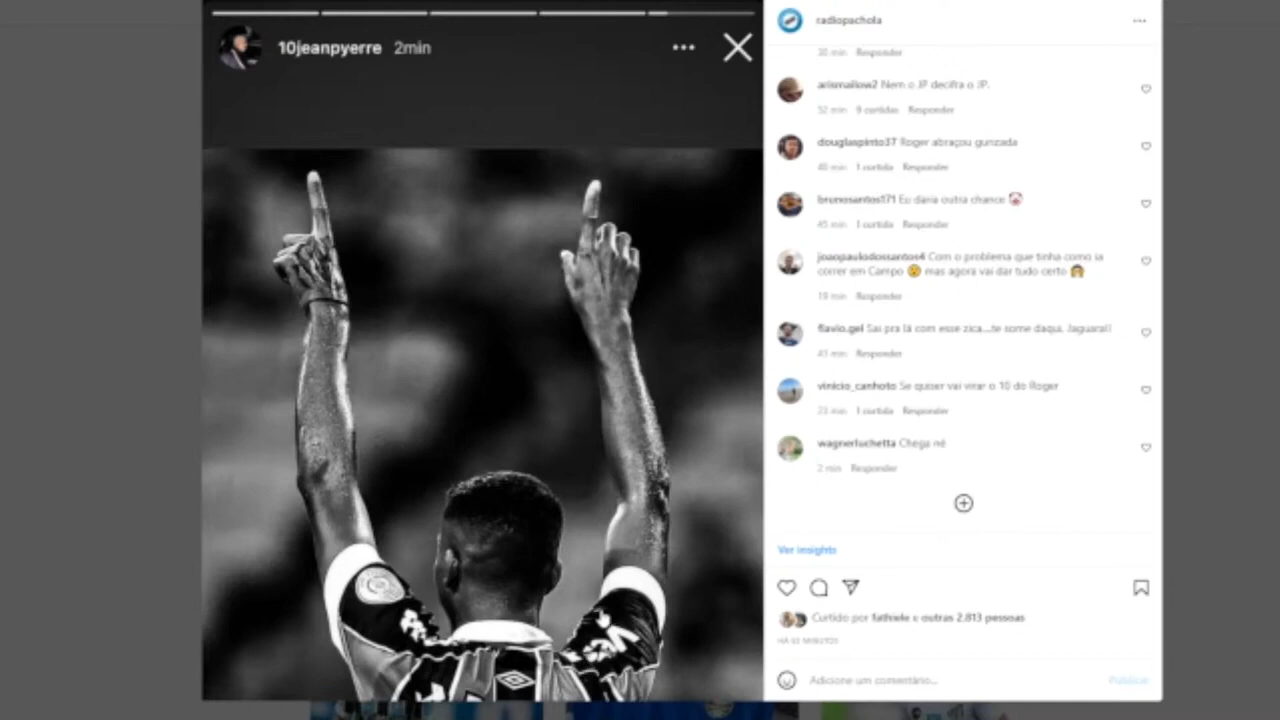 10jeanpyerre 2min
radiopachola
30 min Responder
arismailow2 Nem o JP decifra o JP.
52 min 9 curtidas Responder
douglaspinto37 Roger abraçou gurizada
40 min 1 curtida Responder
brunosantos171 Eu daria outra chance 🤡
45 min 1 curtida Responder
joaopaulodossantos4 Com o problema que tinha como ia
correr em Campo 😯 mas agora vai dar tudo certo
19 min Responder
flavio.gel Sai pra lá com esse zica...te some daqui. Jaguara!!
41 min Responder
vinicio_canhoto Se quiser vai virar o 10 do Roger
23 min 1 curtida Responder
wagnerluchetta Chega né
2 min Responder
Ver insights
Curtido por fathiele e outras 2.813 pessoas
HÁ MINUTOS
Adicione um comentário...
Publicar